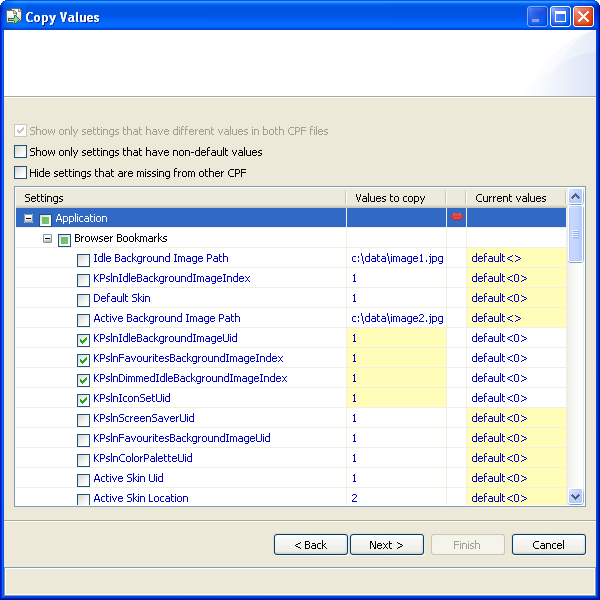 Copy Values
Show only settings that have different values in both CPF files
Show only settings that have non-default values
Hide settings that are missing from other CPF
Settings Values to copy Current values
Application
Browser Bookmarks
Idle Background Image Path c:\data\image1.jpg default<>
KPslnIdleBackgroundImageIndex 1 default<0>
Default Skin 1 default<0>
Active Background Image Path c:\data\image2.jpg default<>
KPslnIdleBackgroundImageUid 1 default<0>
KPslnFavouritesBackgroundImageIndex 1 default<0>
KPslnDimmedIdleBackgroundImageIndex 1 default<0>
KPslnIconSetUid 1 default<0>
KPslnScreenSaverUid 1 default<0>
KPslnFavouritesBackgroundImageUid 1 default<0>
KPslnColorPaletteUid 1 default<0>
Active Skin Uid 1 default<0>
Active Skin Location 2 default<0>
< Back Next > Finish Cancel